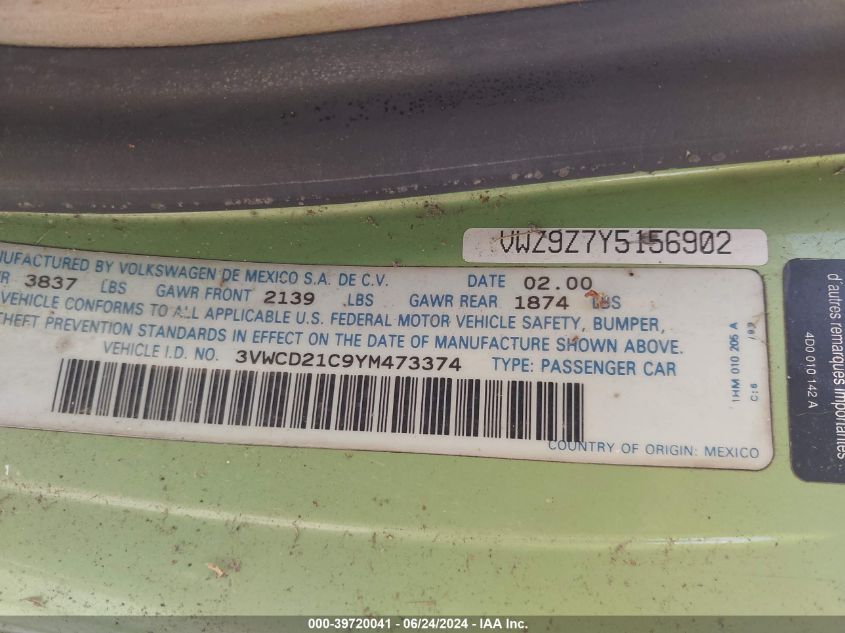 VWZ9Z7Y5156902
NUFACTURED BY VOLKSWAGEN DE MEXICO S.A. DE C.V. DATE 02.00
R 3837 LBS GAWR FRONT 2139 LBS GAWR REAR 1874 LBS
VEHICLE CONFORMS TO ALL APPLICABLE U.S. FEDERAL MOTOR VEHICLE SAFETY, BUMPER,
THEFT PREVENTION STANDARDS IN EFFECT ON THE DATE OF MANUFACTURE SHOWN ABOVE.
VEHICLE I.D. NO. 3VWCD21C9YM473374 TYPE: PASSENGER CAR
COUNTRY OF ORIGIN: MEXICO
1HM 010 205 A
C:6
d'autres remarques importantes
4D0 010 142 A
000-39720041 - 06/24/2024 - IAA Inc.